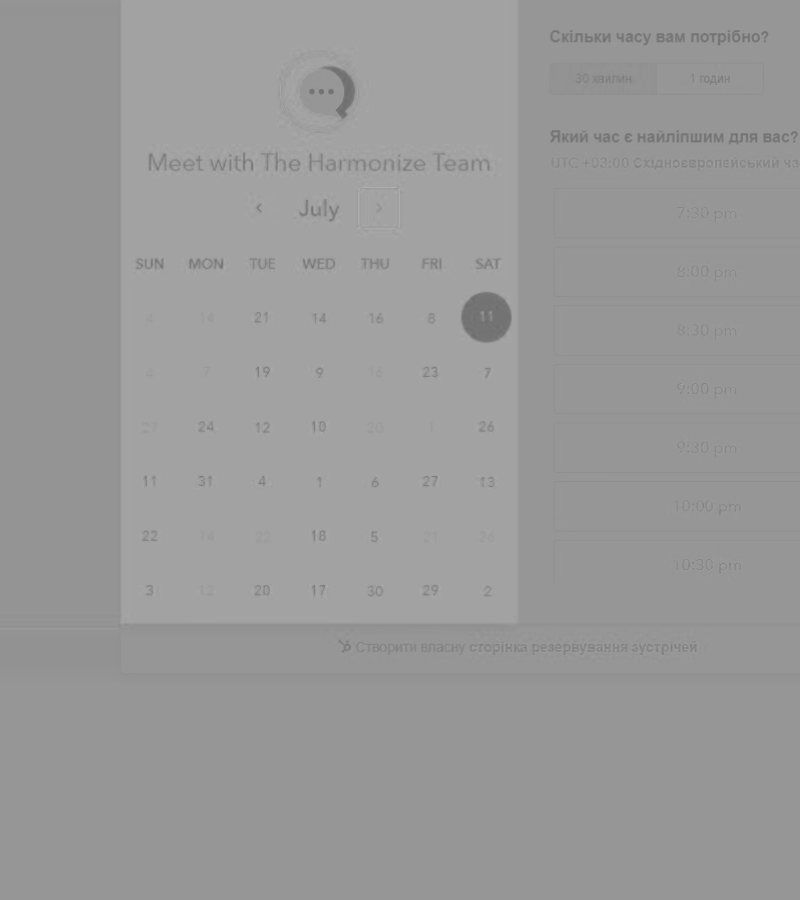 Meet with The Harmonize Team
July
SUN MON TUE WED THU FRI SAT
4 14 21 14 16 8 11
4 7 19 9 16 23 7
27 24 12 10 20 1 26
11 31 4 1 6 27 13
22 14 22 18 5 21 26
3 12 20 17 30 29 2
Скільки часу вам потрібно?
30 хвилин 1 годин
Який час є найліпшим для вас?
UTC +03:00 Східноєвропейський ча
7:30 pm
8:00 pm
8:30 pm
9:00 pm
9:30 pm
10:00 pm
10:30 pm
Створити власну сторінка резервування зустрічей